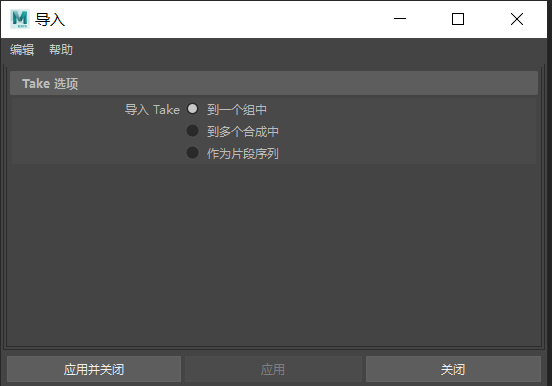 导入
编辑 帮助
Take 选项
导入 Take 到一个组中
到多个合成中
作为片段序列
应用并关闭 应用 关闭